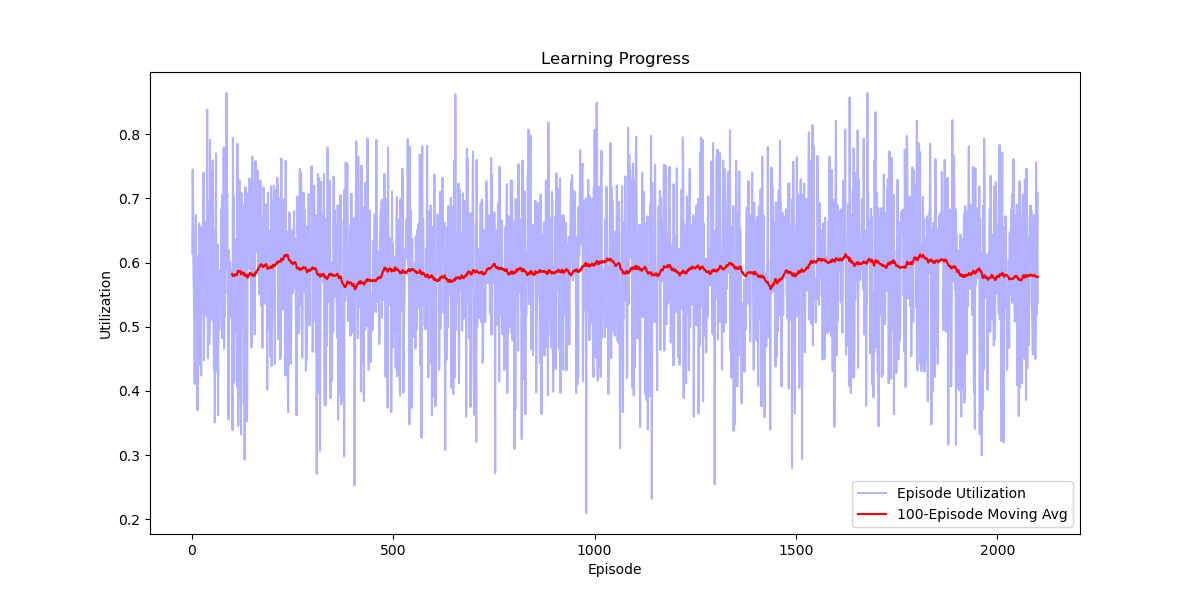 Learning Progress
Utilization
0.8
0.7
0.6
0.5
0.4
0.3
0.2
0
500
1000
1500
2000
Episode
Episode Utilization
100-Episode Moving Avg